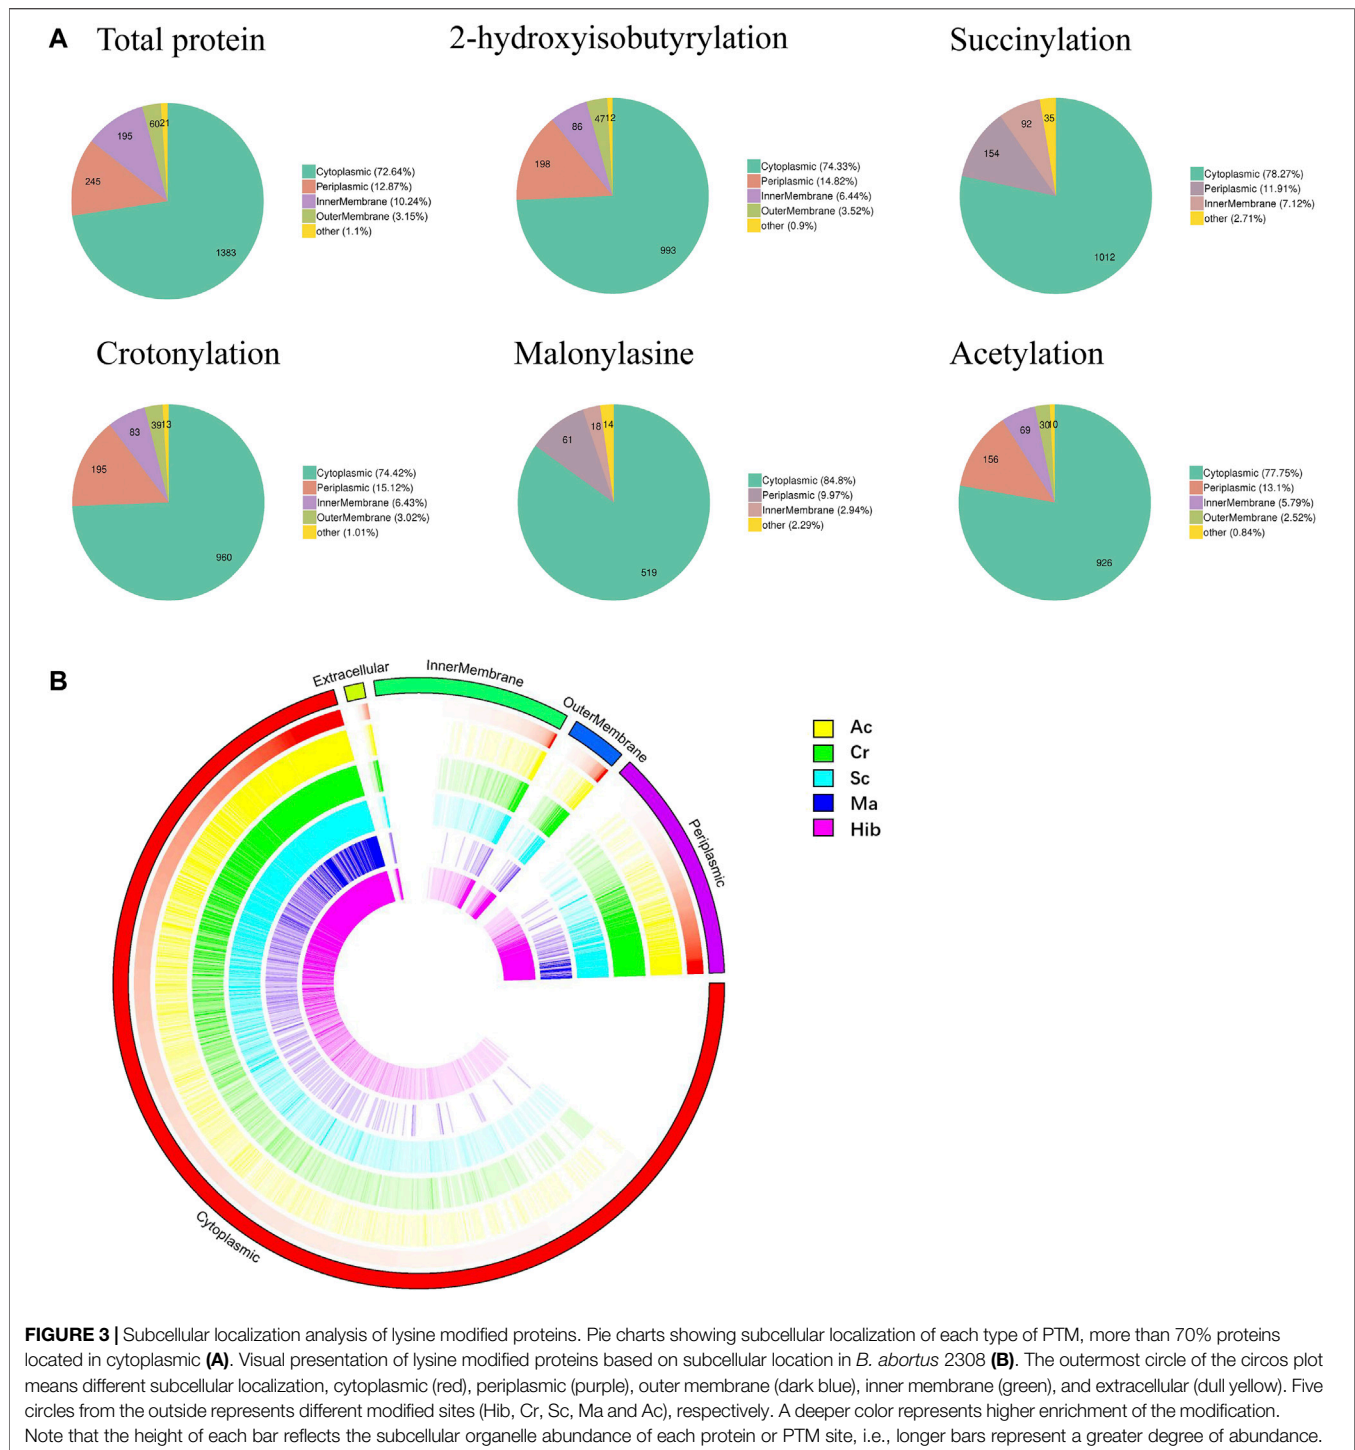 A
Total protein
2-hydroxyisobutyrylation
Succinylation
195
60
21
245
1383
Cytoplasmic (72.64%)
Periplasmic (12.87%)
InnerMembrane (10.24%)
OuterMembrane (3.15%)
other (1.1%)
86
47
12
198
993
Cytoplasmic (74.33%)
Periplasmic (14.82%)
InnerMembrane (6.44%)
OuterMembrane (3.52%)
other (0.9%)
92
35
154
1012
Cytoplasmic (78.27%)
Periplasmic (11.91%)
InnerMembrane (7.12%)
other (2.71%)
Crotonylation
Malonylasine
Acetylation
83
39
13
195
960
Cytoplasmic (74.42%)
Periplasmic (15.12%)
InnerMembrane (6.43%)
OuterMembrane (3.02%)
other (1.01%)
61
18
14
519
Cytoplasmic (84.8%)
Periplasmic (9.97%)
InnerMembrane (2.94%)
other (2.29%)
69
30
10
156
926
Cytoplasmic (77.75%)
Periplasmic (13.1%)
InnerMembrane (5.79%)
OuterMembrane (2.52%)
other (0.84%)
B
Extracellular
InnerMembrane
OuterMembrane
Periplasmic
Cytoplasmic
Ac
Cr
Sc
Ma
Hib
FIGURE 3 | Subcellular localization analysis of lysine modified proteins. Pie charts showing subcellular localization of each type of PTM, more than 70% proteins
located in cytoplasmic (A). Visual presentation of lysine modified proteins based on subcellular location in B. abortus 2308 (B). The outermost circle of the circos plot
means different subcellular localization, cytoplasmic (red), periplasmic (purple), outer membrane (dark blue), inner membrane (green), and extracellular (dull yellow). Five
circles from the outside represents different modified sites (Hib, Cr, Sc, Ma and Ac), respectively. A deeper color represents higher enrichment of the modification.
Note that the height of each bar reflects the subcellular organelle abundance of each protein or PTM site, i.e., longer bars represent a greater degree of abundance.